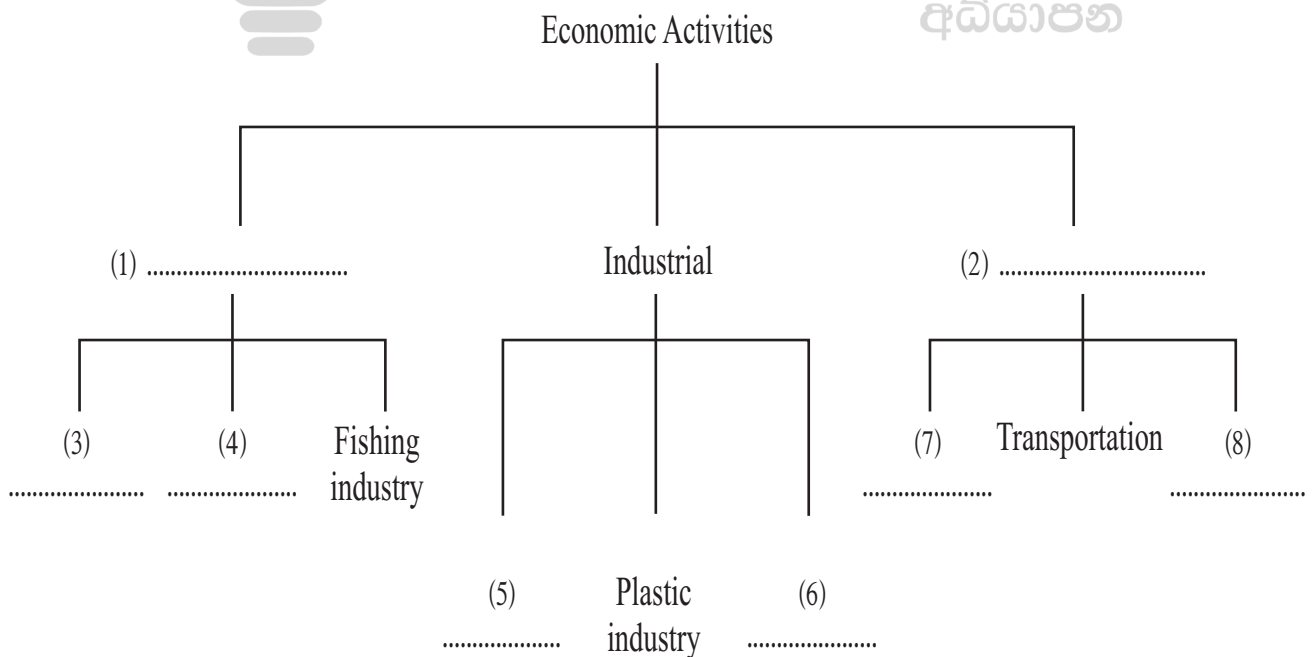 අධ්‍යාපන
Economic Activities
(1) ..................................
Industrial
(2) ...................................
(3)
(4)
Fishing
industry
.......................
......................
(7)
Transportation
(8)
......................
.......................
(5)
Plastic
industry
(6)
....................
......................